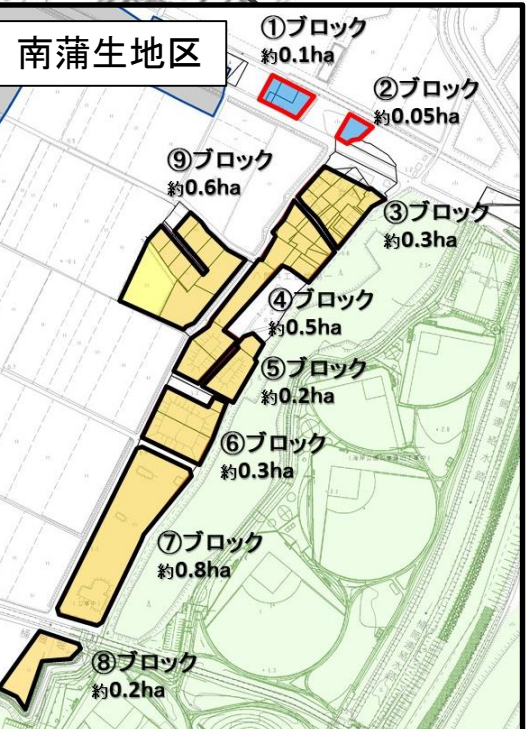 南蒲生地区
①ブロック
約0.1ha
②ブロック
約0.05ha
⑨ブロック
約0.6ha
③ブロック
約0.3ha
④ブロック
約0.5ha
⑤ブロック
約0.2ha
⑥ブロック
約0.3ha
⑦ブロック
約0.8ha
⑧ブロック
約0.2ha